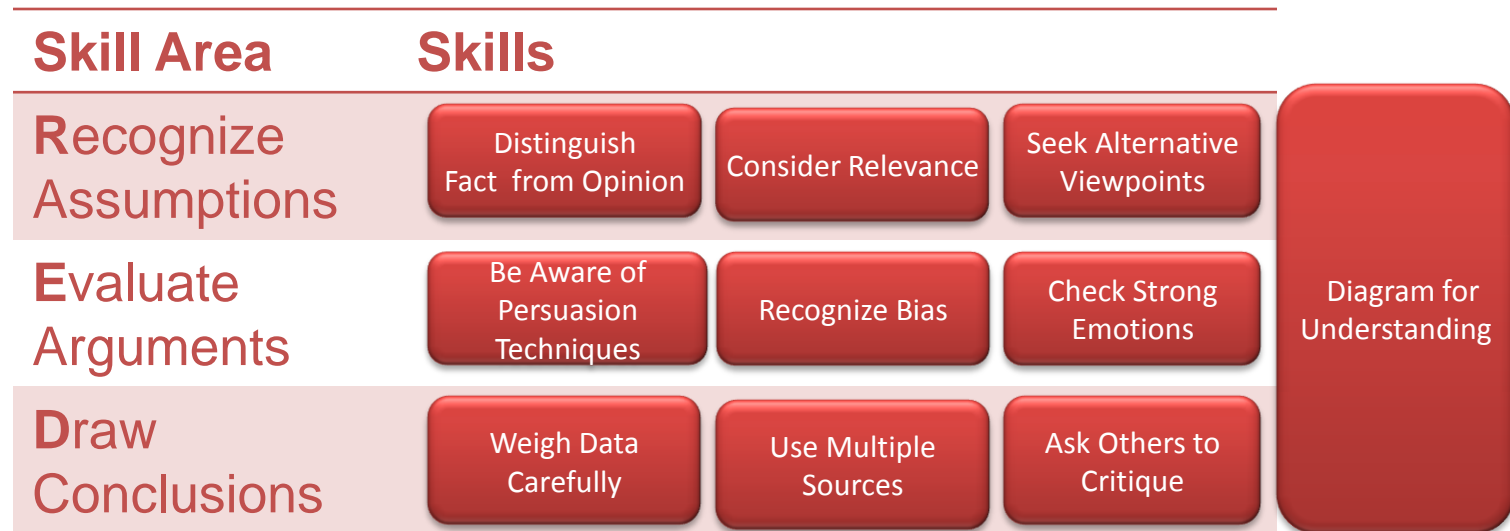 Skill Area Skills
Recognize
Assumptions
Distinguish
Fact from Opinion
Consider Relevance
Seek Alternative
Viewpoints
Evaluate
Arguments
Be Aware of
Persuasion
Techniques
Recognize Bias
Check Strong
Emotions
Draw
Conclusions
Weigh Data
Carefully
Use Multiple
Sources
Ask Others to
Critique
Diagram for
Understanding